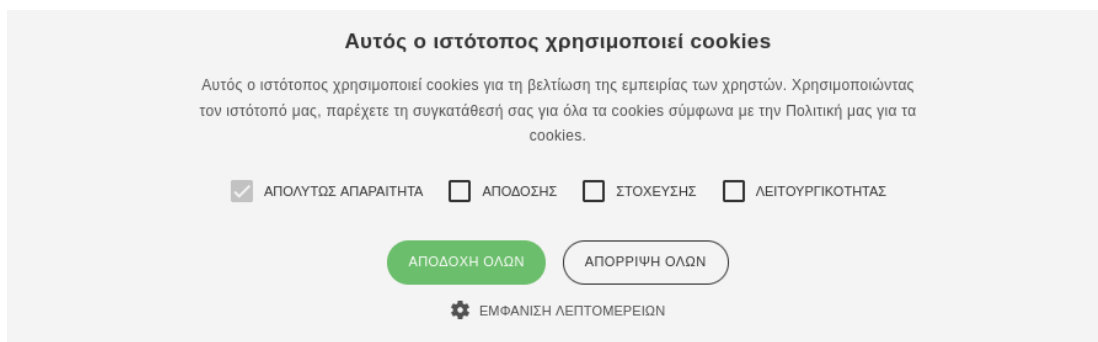 Αυτός ο ιστότοπος χρησιμοποιεί cookies
Αυτός ο ιστότοπος χρησιμοποιεί cookies για τη βελτίωση της εμπειρίας των χρηστών. Χρησιμοποιώντας
τον ιστότοπό μας, παρέχετε τη συγκατάθεσή σας για όλα τα cookies σύμφωνα με την Πολιτική μας για τα
cookies.
ΑΠΟΛΥΤΩΣ ΑΠΑΡΑΙΤΗΤΑ ΑΠΟΔΟΣΗΣ ΣΤΟΧΕΥΣΗΣ ΛΕΙΤΟΥΡΓΙΚΟΤΗΤΑΣ
ΑΠΟΔΟΧΗ ΟΛΩΝ ΑΠΟΡΡΙΨΗ ΟΛΩΝ
ΕΜΦΑΝΙΣΗ ΛΕΠΤΟΜΕΡΕΙΩΝ